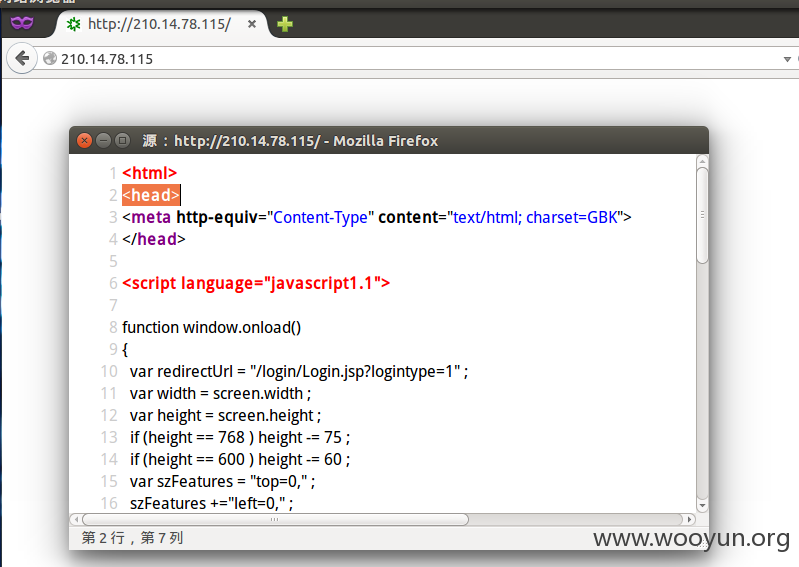 http://210.14.78.115/
210.14.78.115
源：http://210.14.78.115/ - Mozilla Firefox
1 <html>
2 <head>
3 <meta http-equiv="Content-Type" content="text/html; charset=GBK">
4 </head>
5
6 <script language="javascript1.1">
7
8 function window.onload()
9 {
10 var redirectUrl = "/login/Login.jsp?logintype=1" ;
11 var width = screen.width ;
12 var height = screen.height ;
13 if (height == 768 ) height -= 75 ;
14 if (height == 600 ) height -= 60 ;
15 var szFeatures = "top=0," ;
16 szFeatures +="left=0," ;
第 2 行，第 7 列
www.wooyun.org